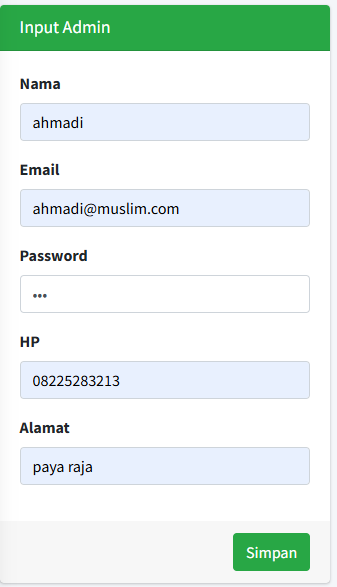 Input Admin
Nama
ahmadi
Email
ahmadi@muslim.com
Password
•••
HP
08225283213
Alamat
paya raja
Simpan